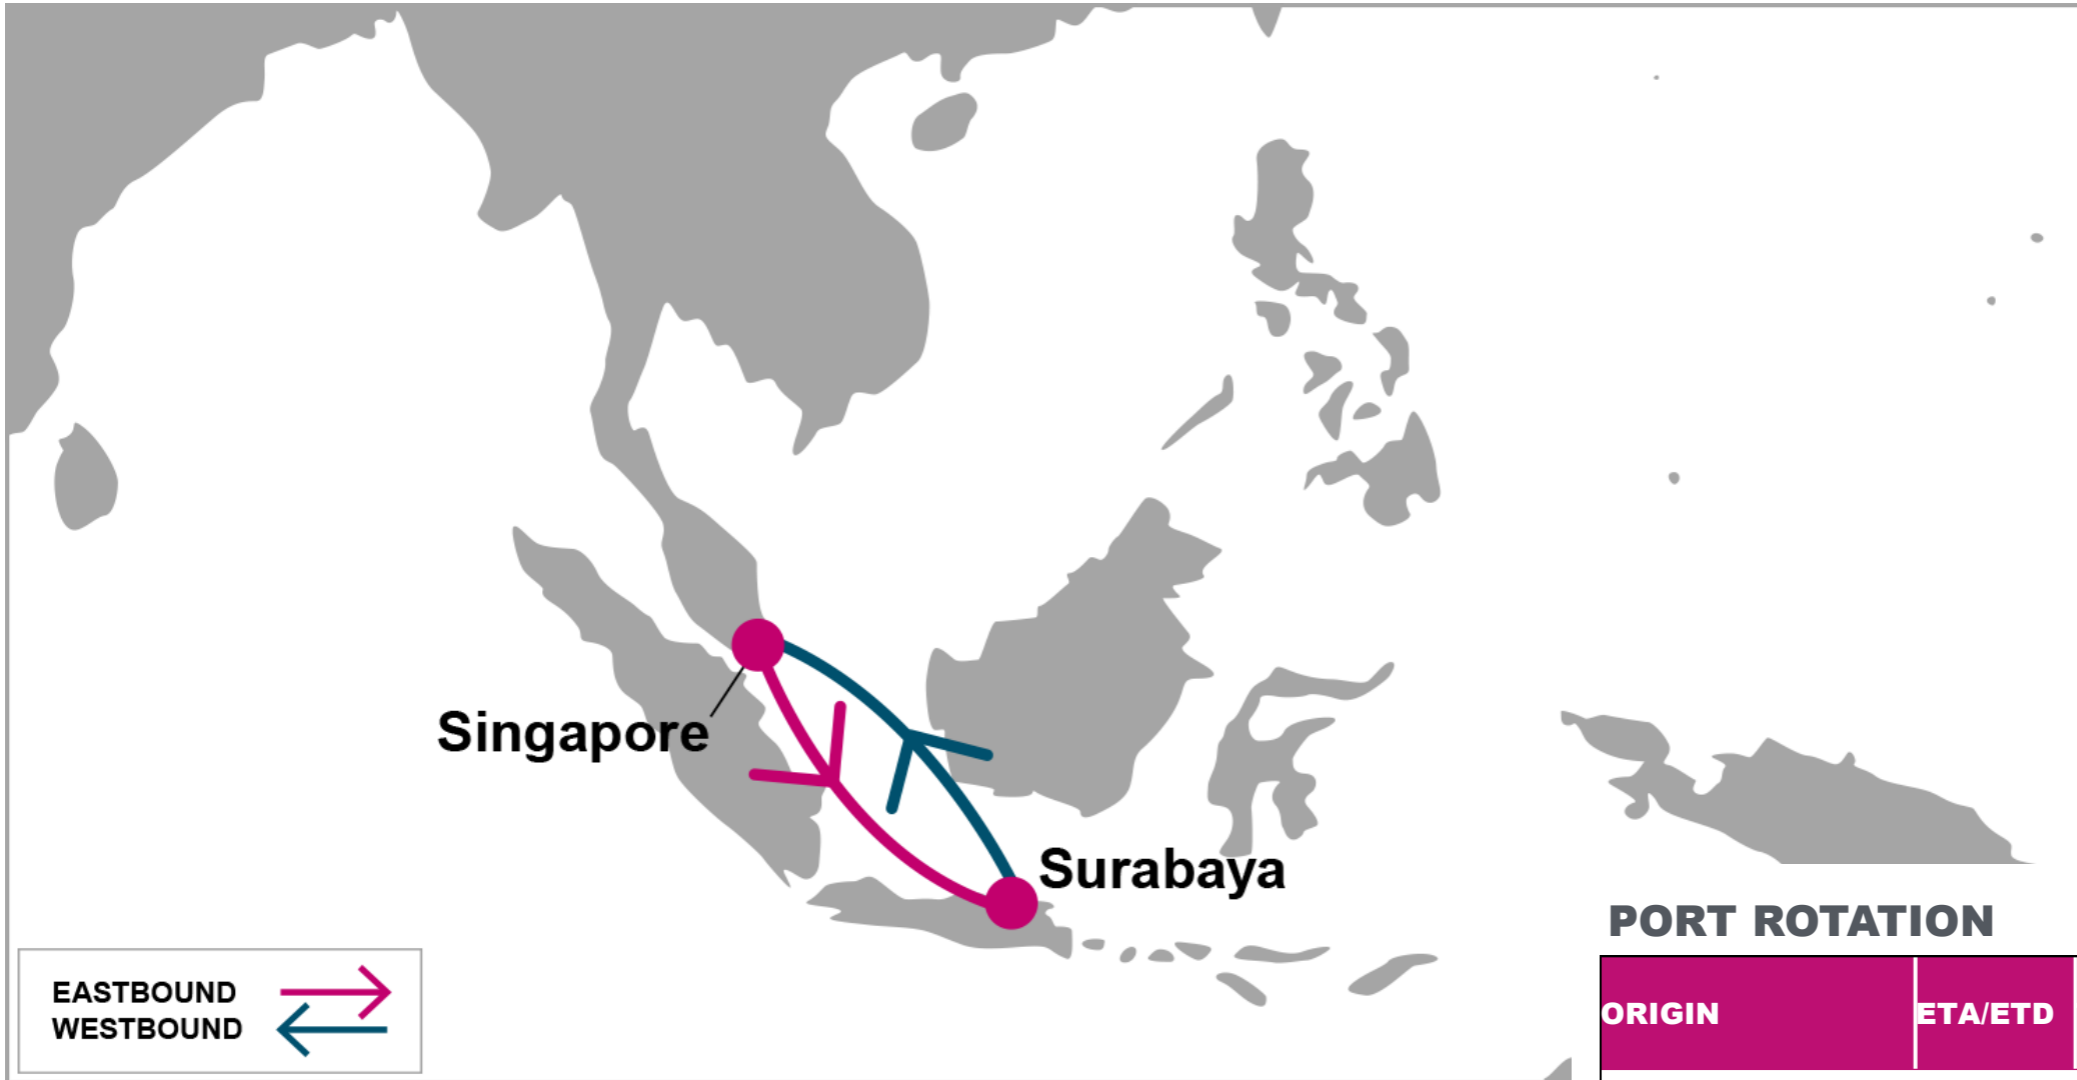 Singapore
Surabaya
PORT ROTATION
ORIGIN ETA/ETD
EASTBOUND
WESTBOUND